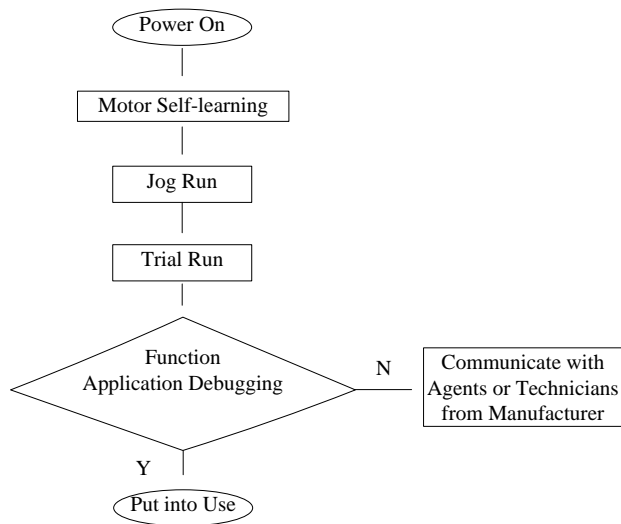 Power On
Motor Self-learning
Jog Run
Trial Run
Function
Application Debugging
N
Communicate with
Agents or Technicians
from Manufacturer
Y
Put into Use